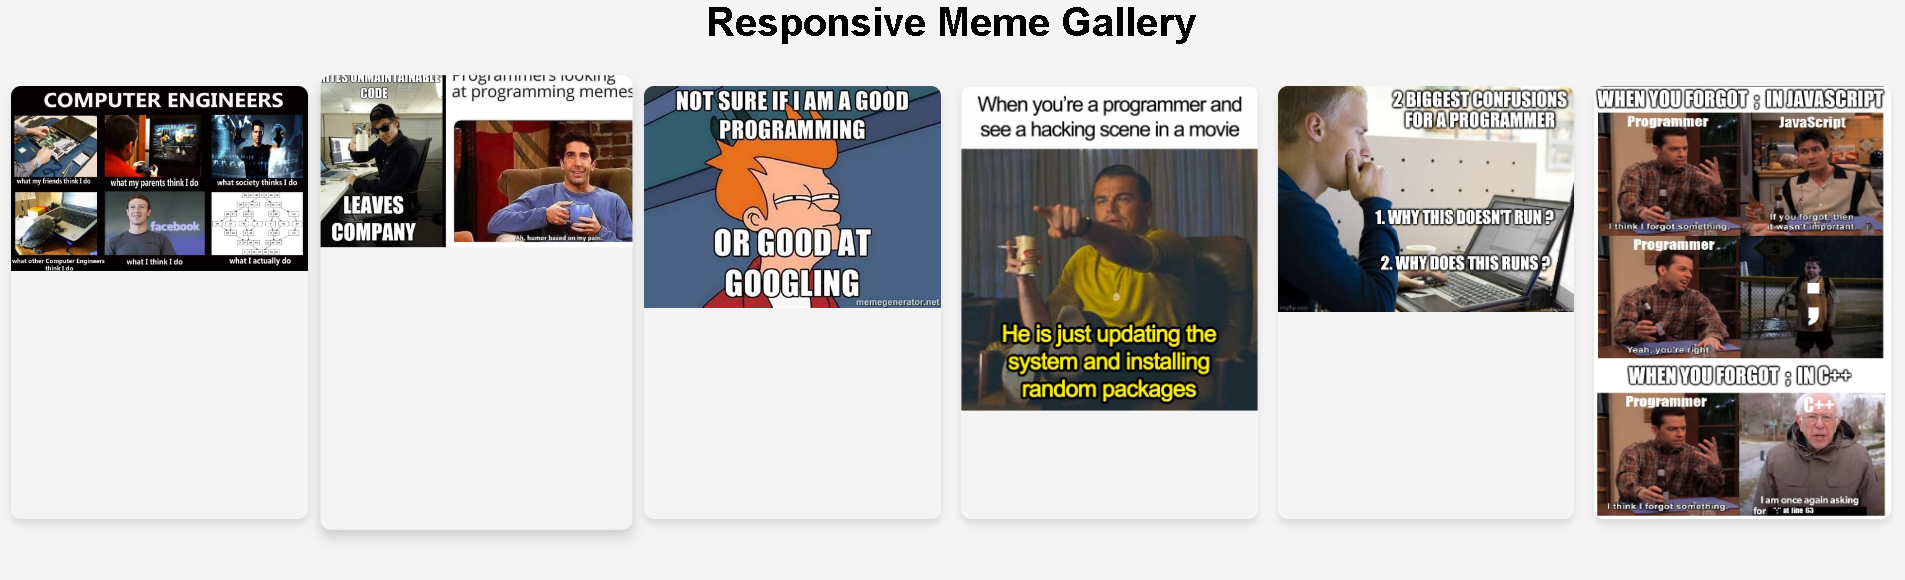 Responsive Meme Gallery
COMPUTER ENGINEERS
what my friends think I do
what my parents think I do
what society thinks I do
facebook
what other Computer Engineers
think I do
what I think I do
what I actually do
UNMAINTAINABLE
CODE
LEAVES
COMPANY
Programmers looking
at programming memes
Ah, humor based on my pain.
NOT SURE IF I AM A GOOD
PROGRAMMING
OR GOOD AT
GOOGLING
memegenerator.net
When you're a programmer and
see a hacking scene in a movie
He is just updating the
system and installing
random packages
2 BIGGEST CONFUSIONS
FOR A PROGRAMMER
1. WHY THIS DOESN'T RUN ?
2. WHY DOES THIS RUNS ?
imgflip.com
WHEN YOU FORGOT ; IN JAVASCRIPT
Programmer
JavaScript
I think I forgot something.
If you forgot, then
it wasn't important.
Programmer
;
Yeah, you're right.
WHEN YOU FORGOT ; IN C++
Programmer
C++
I think I forgot something.
I am once again asking
for ";" at line 63